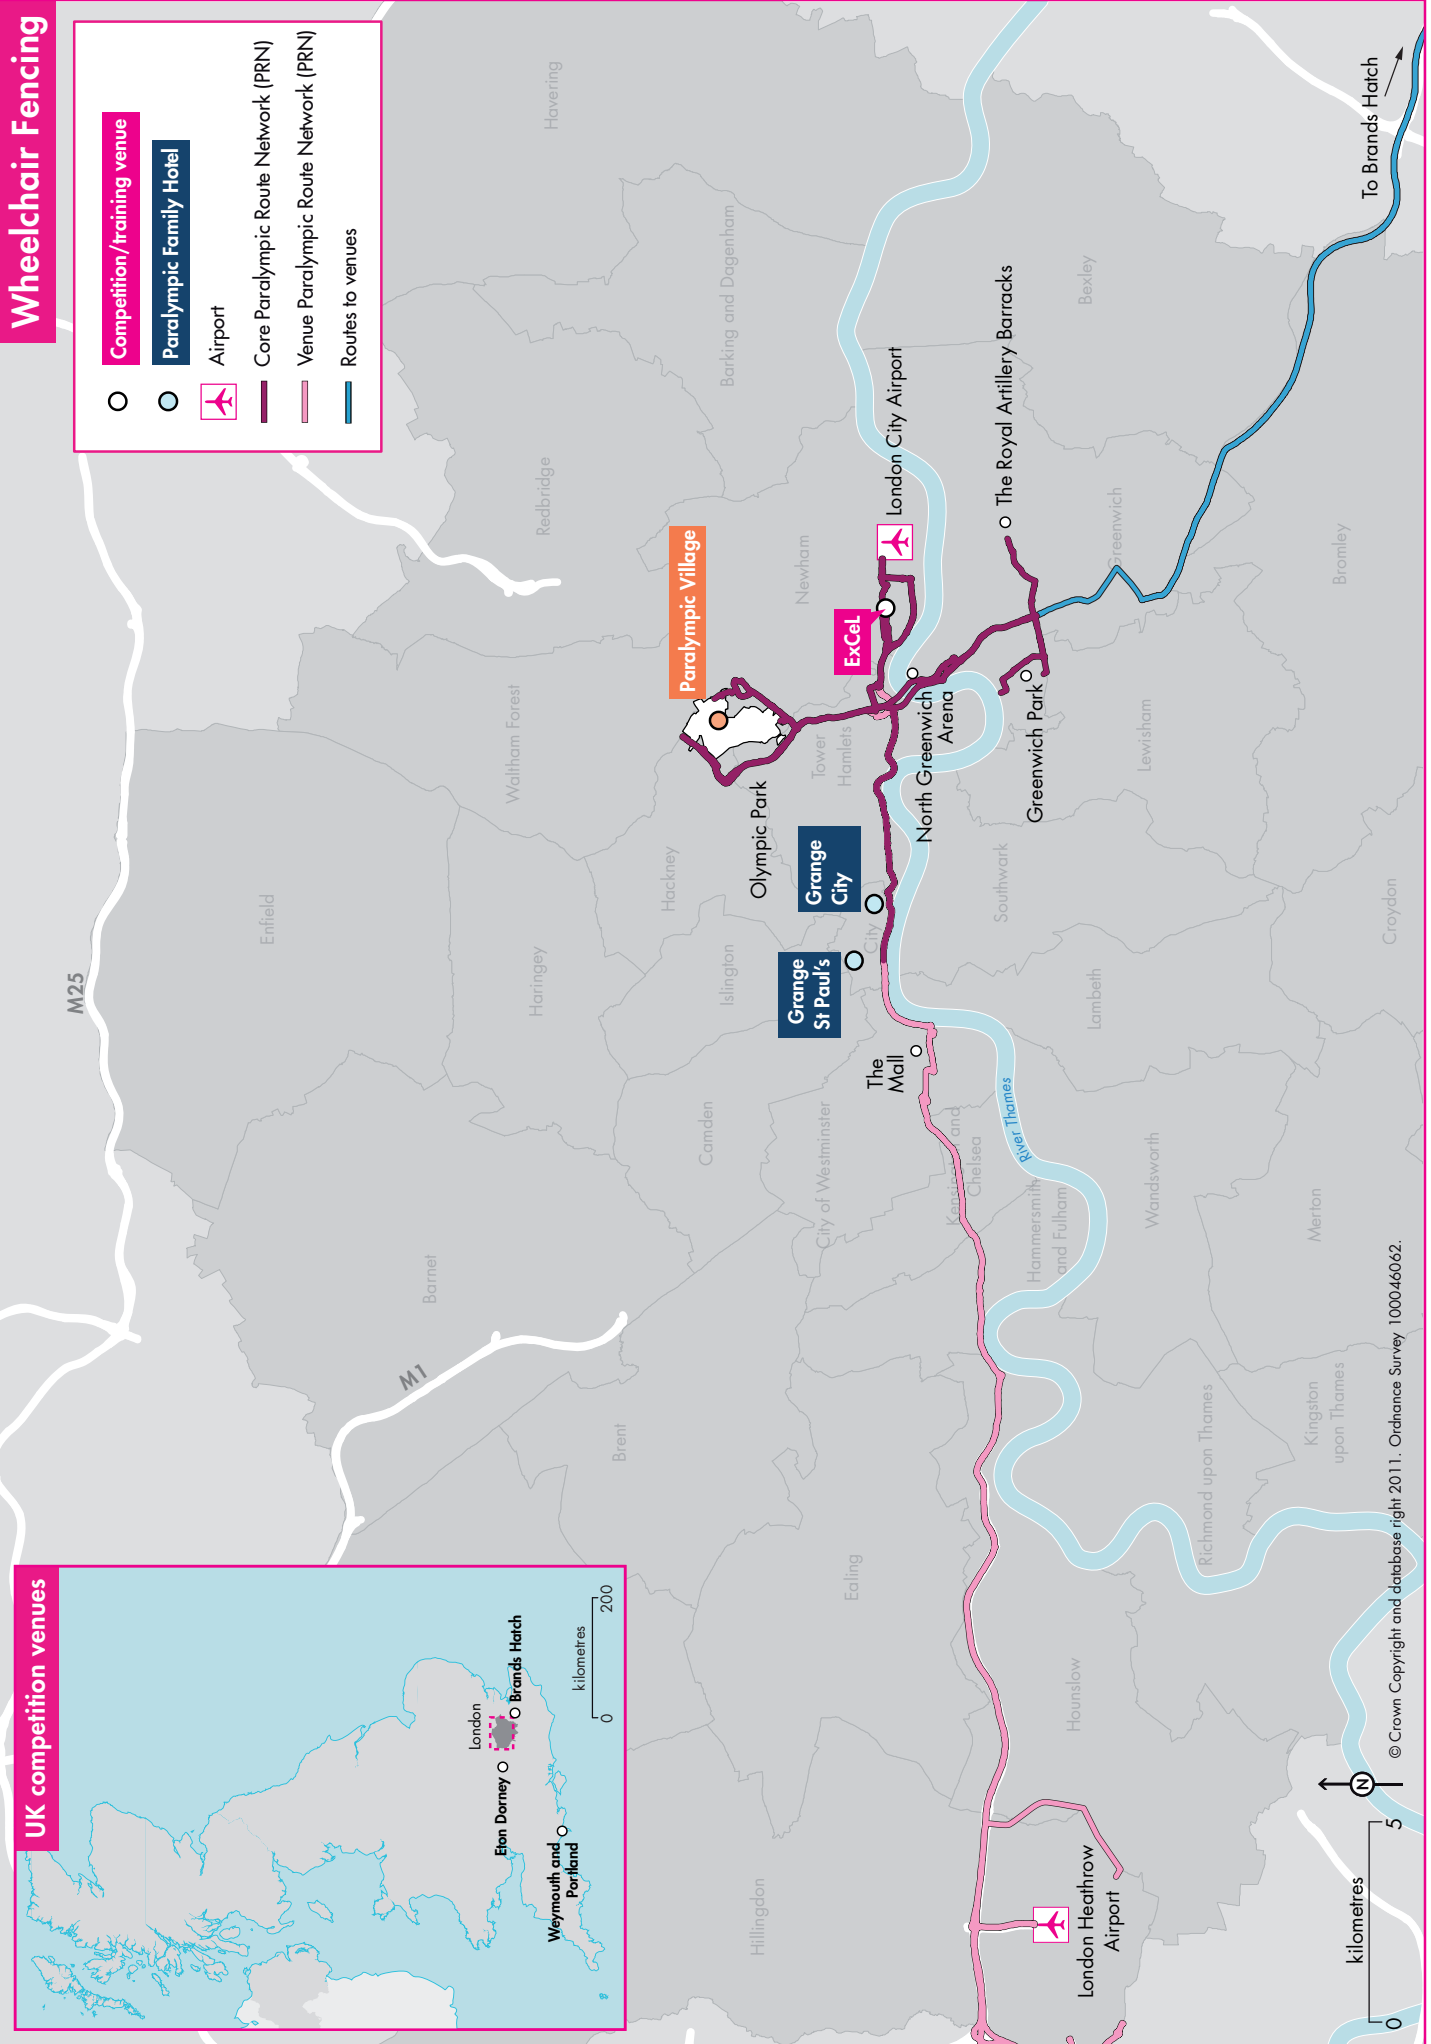 Wheelchair Fencing
UK competition venues
London
Eton Dorney
Brands Hatch
Weymouth and
Portland
kilometres
0
200
Competition/training venue
Paralympic Family Hotel
Airport
Core Paralympic Route Network (PRN)
Venue Paralympic Route Network (PRN)
Routes to venues
M25
M1
Enfield
Barnet
Haringey
Waltham Forest
Redbridge
Havering
Brent
Camden
Islington
Hackney
Barking and Dagenham
Newham
Tower
Hamlets
Hillingdon
Ealing
City of Westminster
City
Kensington and
Chelsea
Hammersmith
and Fulham
Hounslow
Richmond upon Thames
Wandsworth
Lambeth
Southwark
Lewisham
Greenwich
Bexley
Bromley
Merton
Kingston
upon Thames
Croydon
Paralympic Village
Olympic Park
ExCeL
Grange
City
Grange
St Paul's
The
Mall
London City Airport
North Greenwich
Arena
Greenwich Park
The Royal Artillery Barracks
River Thames
London Heathrow
Airport
To Brands Hatch
kilometres
0
5
N
© Crown Copyright and database right 2011. Ordnance Survey 100046062.